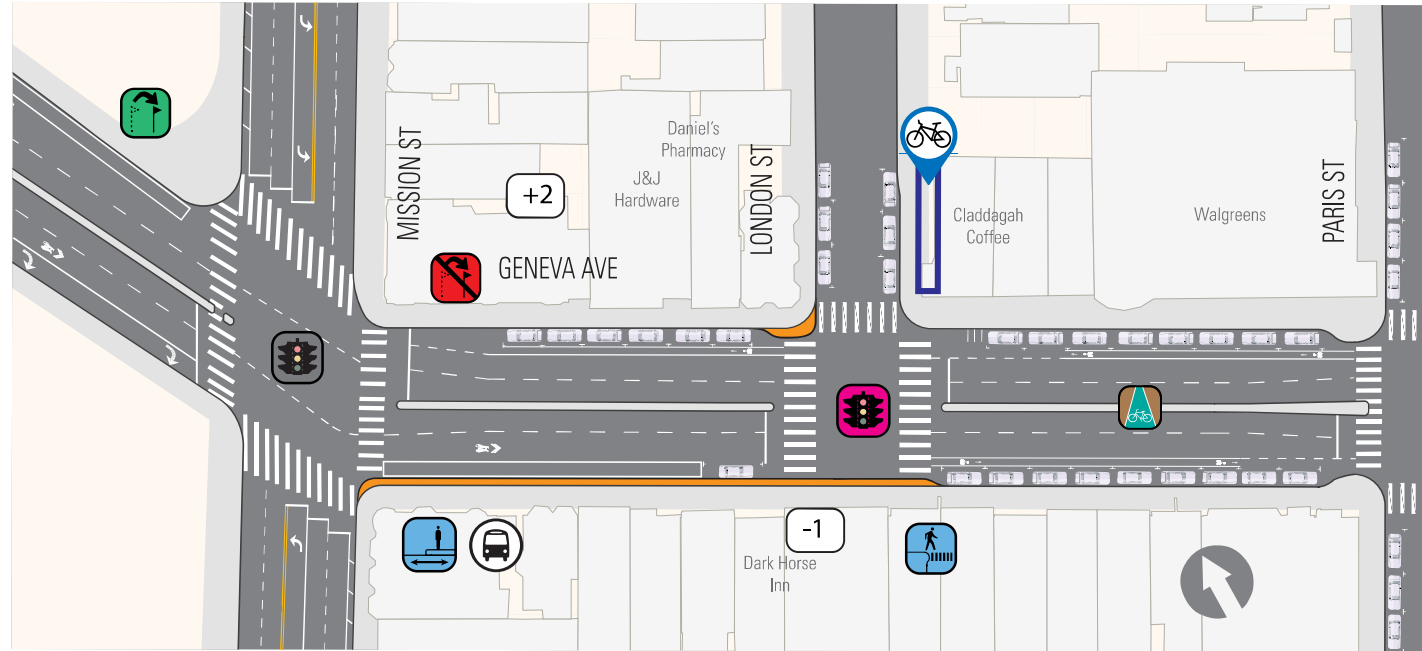 MISSION ST
+2
Daniel's
Pharmacy
J&J
Hardware
LONDON ST
GENEVA AVE
Claddagah
Coffee
Walgreens
PARIS ST
-1
Dark Horse
Inn